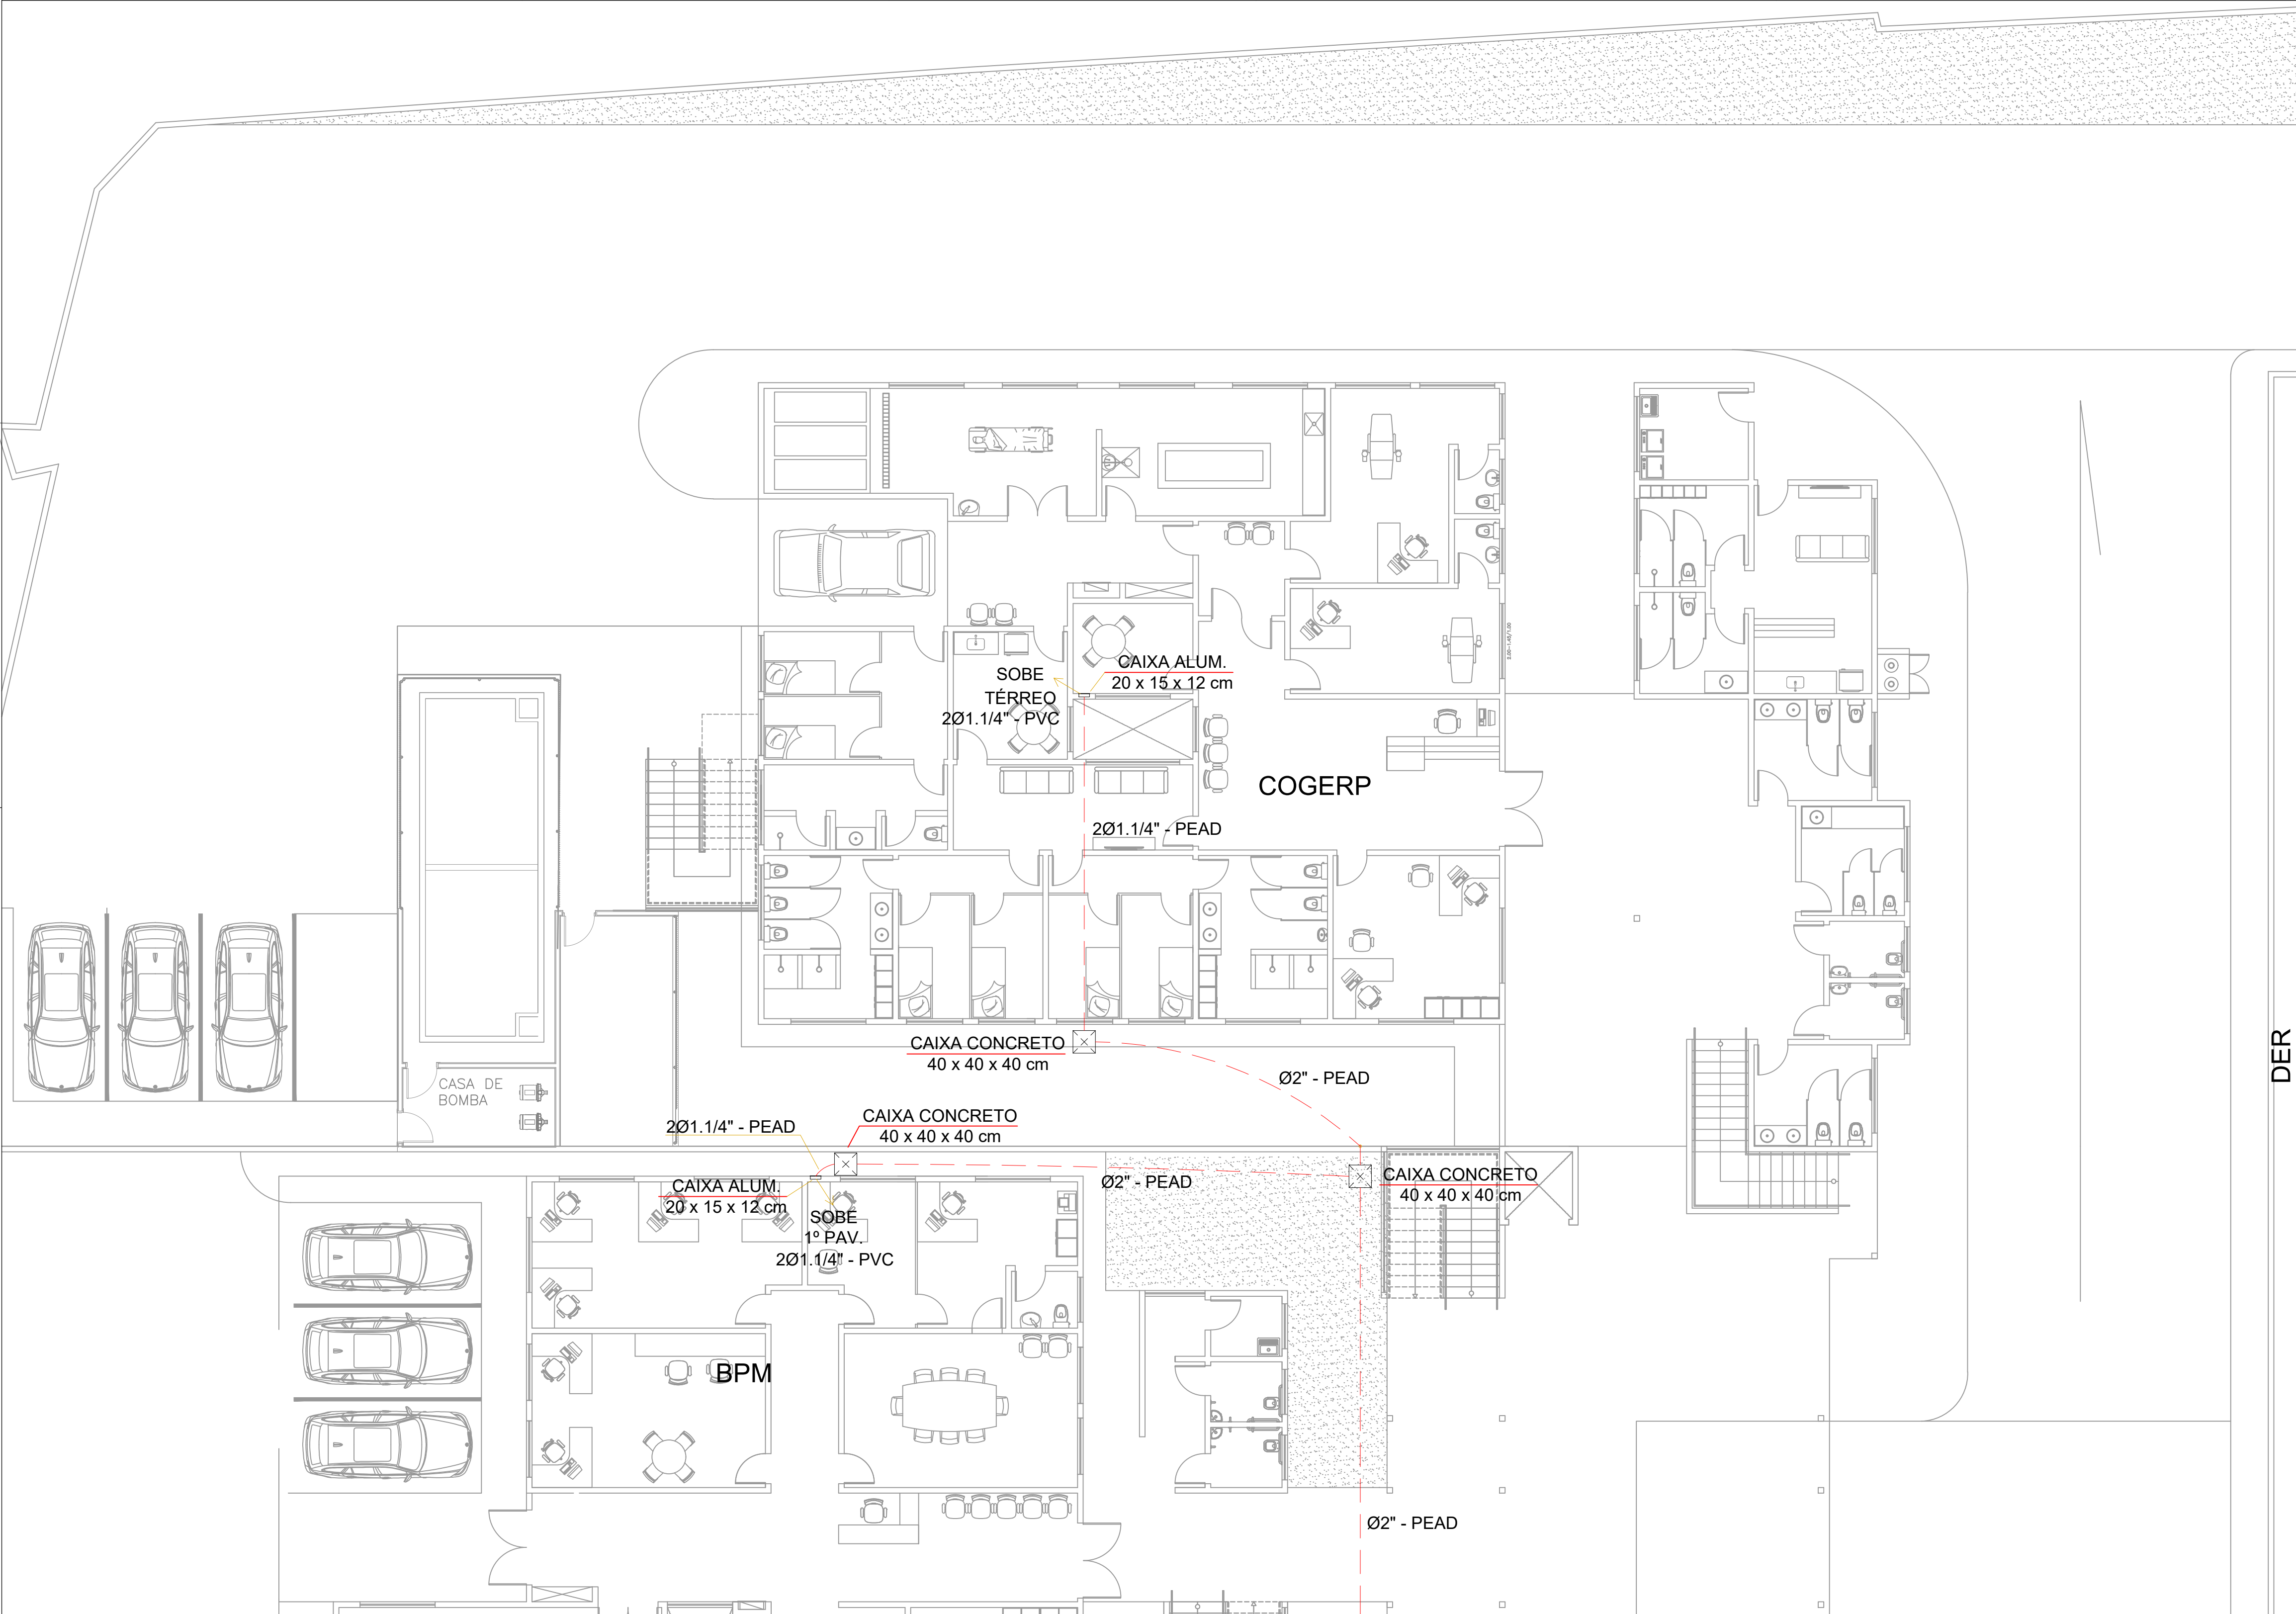 CAIXA ALUM.
20 x 15 x 12 cm
SOBE
TÉRREO
2Ø1.1/4" - PVC
COGERP
2Ø1.1/4" - PEAD
CAIXA CONCRETO
40 x 40 x 40 cm
Ø2" - PEAD
DER
CASA DE
BOMBA
2Ø1.1/4" - PEAD
CAIXA CONCRETO
40 x 40 x 40 cm
CAIXA ALUM.
20 x 15 x 12 cm
SOBE
1º PAV.
2Ø1.1/4" - PVC
Ø2" - PEAD
CAIXA CONCRETO
40 x 40 x 40 cm
BPM
Ø2" - PEAD